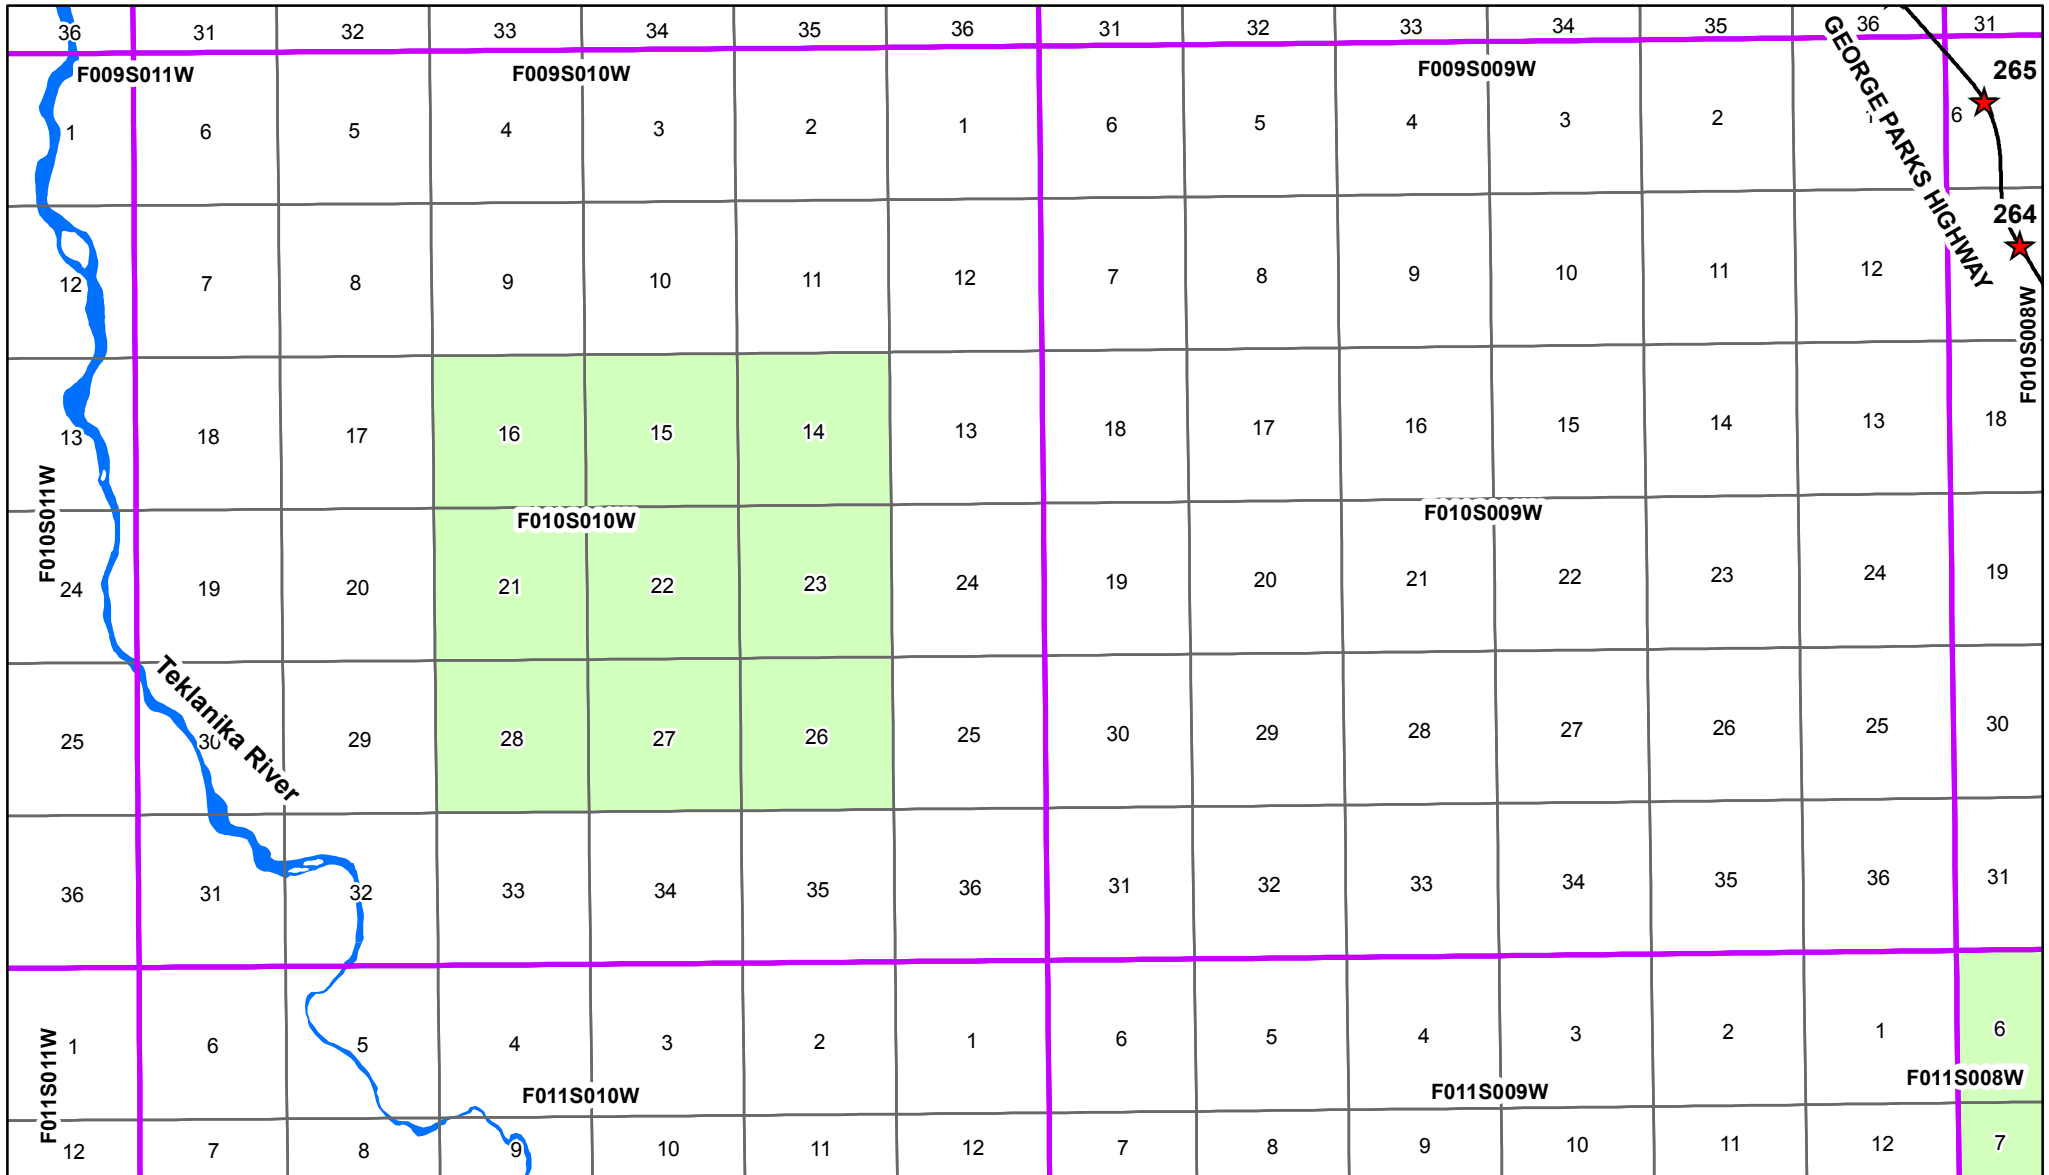 36 31 32 33 34 35 36 31 32 33 34 35 36 31
F009S011W F009S010W F009S009W
GEORGE PARKS HIGHWAY
265
1 6 5 4 3 2 1 6 5 4 3 2 6
264
12 7 8 9 10 11 12 7 8 9 10 11 12
F010S008W
13 18 17 16 15 14 13 18 17 16 15 14 13 18
F010S011W F010S010W F010S009W
24 19 20 21 22 23 24 19 20 21 22 23 24 19
Teklanika River
25 30 29 28 27 26 25 30 29 28 27 26 25 30
36 31 32 33 34 35 36 31 32 33 34 35 36 31
1 6 5 4 3 2 1 6 5 4 3 2 1 6
F011S011W F011S010W F011S009W F011S008W
12 7 8 9 10 11 12 7 8 9 10 11 12 7